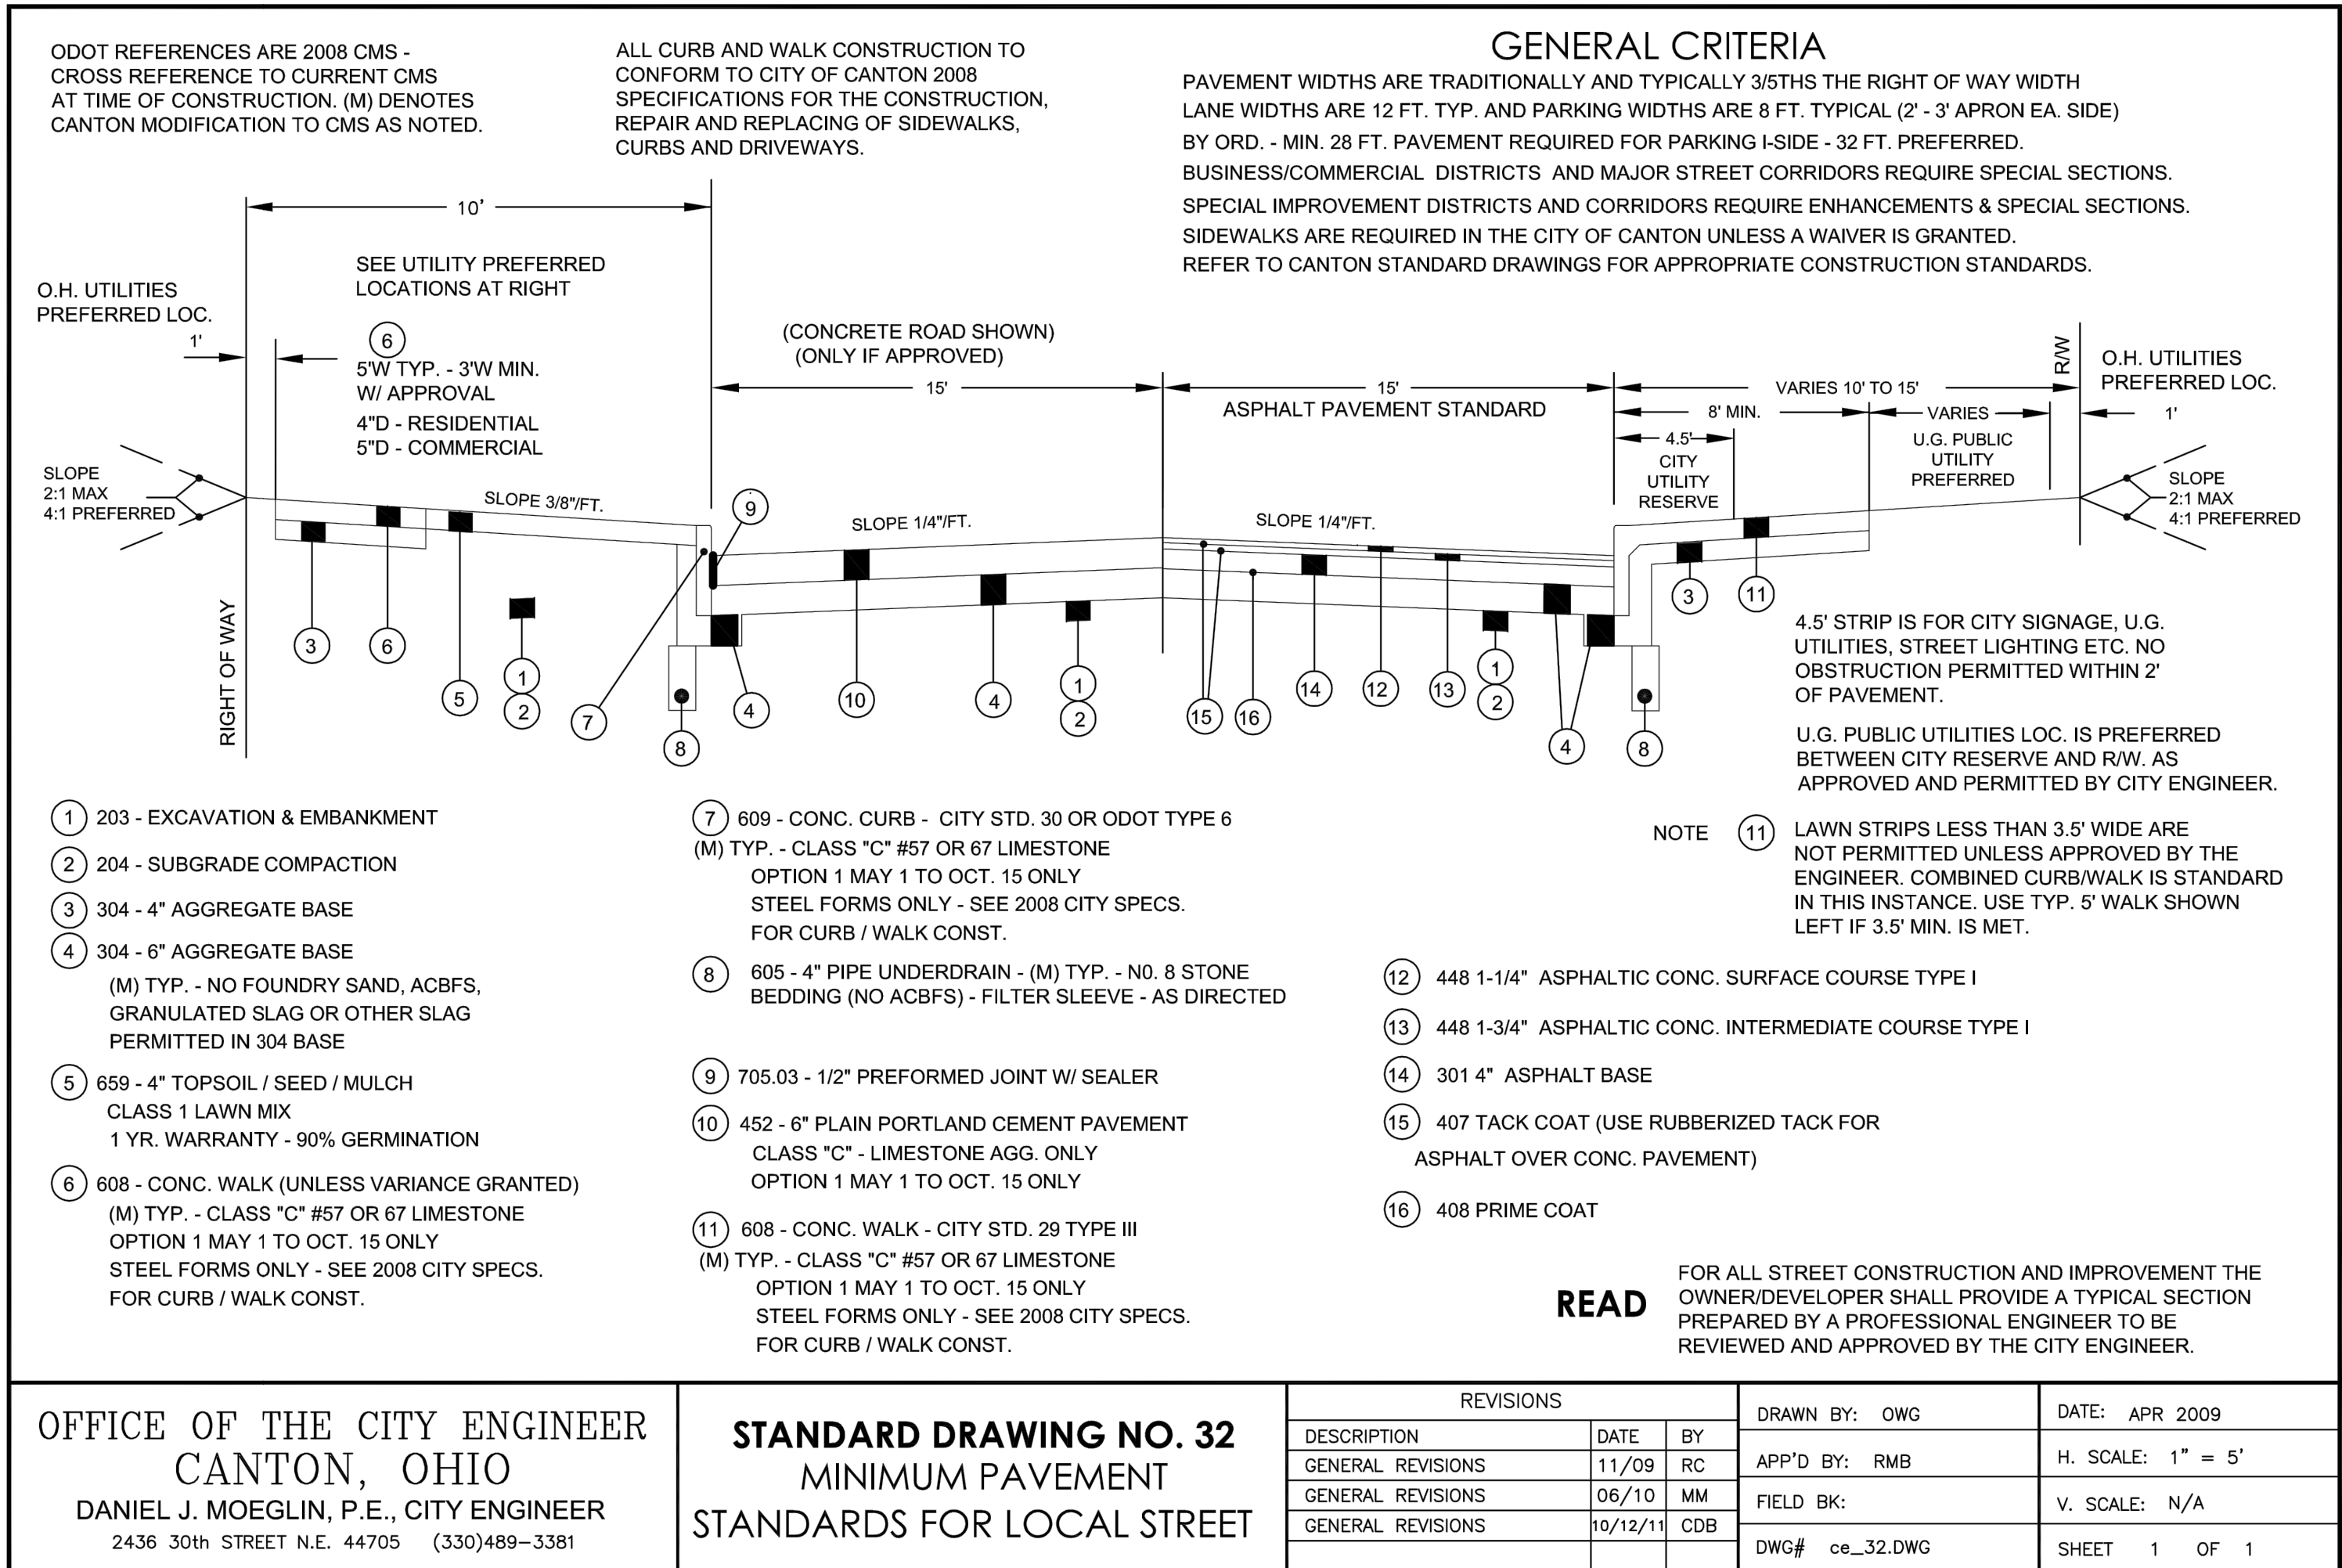 ODOT REFERENCES ARE 2008 CMS -
CROSS REFERENCE TO CURRENT CMS
AT TIME OF CONSTRUCTION. (M) DENOTES
CANTON MODIFICATION TO CMS AS NOTED.
ALL CURB AND WALK CONSTRUCTION TO
CONFORM TO CITY OF CANTON 2008
SPECIFICATIONS FOR THE CONSTRUCTION,
REPAIR AND REPLACING OF SIDEWALKS,
CURBS AND DRIVEWAYS.
GENERAL CRITERIA
PAVEMENT WIDTHS ARE TRADITIONALLY AND TYPICALLY 3/5THS THE RIGHT OF WAY WIDTH
LANE WIDTHS ARE 12 FT. TYP. AND PARKING WIDTHS ARE 8 FT. TYPICAL (2' - 3' APRON EA. SIDE)
BY ORD. - MIN. 28 FT. PAVEMENT REQUIRED FOR PARKING I-SIDE - 32 FT. PREFERRED.
BUSINESS/COMMERCIAL DISTRICTS AND MAJOR STREET CORRIDORS REQUIRE SPECIAL SECTIONS.
SPECIAL IMPROVEMENT DISTRICTS AND CORRIDORS REQUIRE ENHANCEMENTS & SPECIAL SECTIONS.
SIDEWALKS ARE REQUIRED IN THE CITY OF CANTON UNLESS A WAIVER IS GRANTED.
REFER TO CANTON STANDARD DRAWINGS FOR APPROPRIATE CONSTRUCTION STANDARDS.
10'
SEE UTILITY PREFERRED
LOCATIONS AT RIGHT
O.H. UTILITIES
PREFERRED LOC.
1'
6
5'W TYP. - 3'W MIN.
W/ APPROVAL
4"D - RESIDENTIAL
5"D - COMMERCIAL
(CONCRETE ROAD SHOWN)
(ONLY IF APPROVED)
15'
15'
ASPHALT PAVEMENT STANDARD
VARIES 10' TO 15'
8' MIN.
VARIES
4.5'
CITY
UTILITY
RESERVE
U.G. PUBLIC
UTILITY
PREFERRED
R/W
O.H. UTILITIES
PREFERRED LOC.
1'
SLOPE
2:1 MAX
4:1 PREFERRED
SLOPE 3/8"/FT.
9
SLOPE 1/4"/FT.
SLOPE 1/4"/FT.
SLOPE
2:1 MAX
4:1 PREFERRED
RIGHT OF WAY
3
6
5
1
2
7
8
4
10
4
1
2
15
16
14
12
13
1
2
4
8
3
11
4.5' STRIP IS FOR CITY SIGNAGE, U.G.
UTILITIES, STREET LIGHTING ETC. NO
OBSTRUCTION PERMITTED WITHIN 2'
OF PAVEMENT.
U.G. PUBLIC UTILITIES LOC. IS PREFERRED
BETWEEN CITY RESERVE AND R/W. AS
APPROVED AND PERMITTED BY CITY ENGINEER.
NOTE 11 LAWN STRIPS LESS THAN 3.5' WIDE ARE
NOT PERMITTED UNLESS APPROVED BY THE
ENGINEER. COMBINED CURB/WALK IS STANDARD
IN THIS INSTANCE. USE TYP. 5' WALK SHOWN
LEFT IF 3.5' MIN. IS MET.
1 203 - EXCAVATION & EMBANKMENT
2 204 - SUBGRADE COMPACTION
3 304 - 4" AGGREGATE BASE
4 304 - 6" AGGREGATE BASE
(M) TYP. - NO FOUNDRY SAND, ACBFS,
GRANULATED SLAG OR OTHER SLAG
PERMITTED IN 304 BASE
5 659 - 4" TOPSOIL / SEED / MULCH
CLASS 1 LAWN MIX
1 YR. WARRANTY - 90% GERMINATION
6 608 - CONC. WALK (UNLESS VARIANCE GRANTED)
(M) TYP. - CLASS "C" #57 OR 67 LIMESTONE
OPTION 1 MAY 1 TO OCT. 15 ONLY
STEEL FORMS ONLY - SEE 2008 CITY SPECS.
FOR CURB / WALK CONST.
7 609 - CONC. CURB - CITY STD. 30 OR ODOT TYPE 6
(M) TYP. - CLASS "C" #57 OR 67 LIMESTONE
OPTION 1 MAY 1 TO OCT. 15 ONLY
STEEL FORMS ONLY - SEE 2008 CITY SPECS.
FOR CURB / WALK CONST.
8 605 - 4" PIPE UNDERDRAIN - (M) TYP. - N0. 8 STONE
BEDDING (NO ACBFS) - FILTER SLEEVE - AS DIRECTED
9 705.03 - 1/2" PREFORMED JOINT W/ SEALER
10 452 - 6" PLAIN PORTLAND CEMENT PAVEMENT
CLASS "C" - LIMESTONE AGG. ONLY
OPTION 1 MAY 1 TO OCT. 15 ONLY
11 608 - CONC. WALK - CITY STD. 29 TYPE III
(M) TYP. - CLASS "C" #57 OR 67 LIMESTONE
OPTION 1 MAY 1 TO OCT. 15 ONLY
STEEL FORMS ONLY - SEE 2008 CITY SPECS.
FOR CURB / WALK CONST.
12 448 1-1/4" ASPHALTIC CONC. SURFACE COURSE TYPE I
13 448 1-3/4" ASPHALTIC CONC. INTERMEDIATE COURSE TYPE I
14 301 4" ASPHALT BASE
15 407 TACK COAT (USE RUBBERIZED TACK FOR
ASPHALT OVER CONC. PAVEMENT)
16 408 PRIME COAT
READ
FOR ALL STREET CONSTRUCTION AND IMPROVEMENT THE
OWNER/DEVELOPER SHALL PROVIDE A TYPICAL SECTION
PREPARED BY A PROFESSIONAL ENGINEER TO BE
REVIEWED AND APPROVED BY THE CITY ENGINEER.
OFFICE OF THE CITY ENGINEER
CANTON, OHIO
DANIEL J. MOEGLIN, P.E., CITY ENGINEER
2436 30th STREET N.E. 44705 (330)489-3381
STANDARD DRAWING NO. 32
MINIMUM PAVEMENT
STANDARDS FOR LOCAL STREET
REVISIONS
DESCRIPTION DATE BY
GENERAL REVISIONS 11/09 RC
GENERAL REVISIONS 06/10 MM
GENERAL REVISIONS 10/12/11 CDB
DRAWN BY: OWG
APP'D BY: RMB
FIELD BK:
DWG# ce_32.DWG
DATE: APR 2009
H. SCALE: 1" = 5'
V. SCALE: N/A
SHEET 1 OF 1